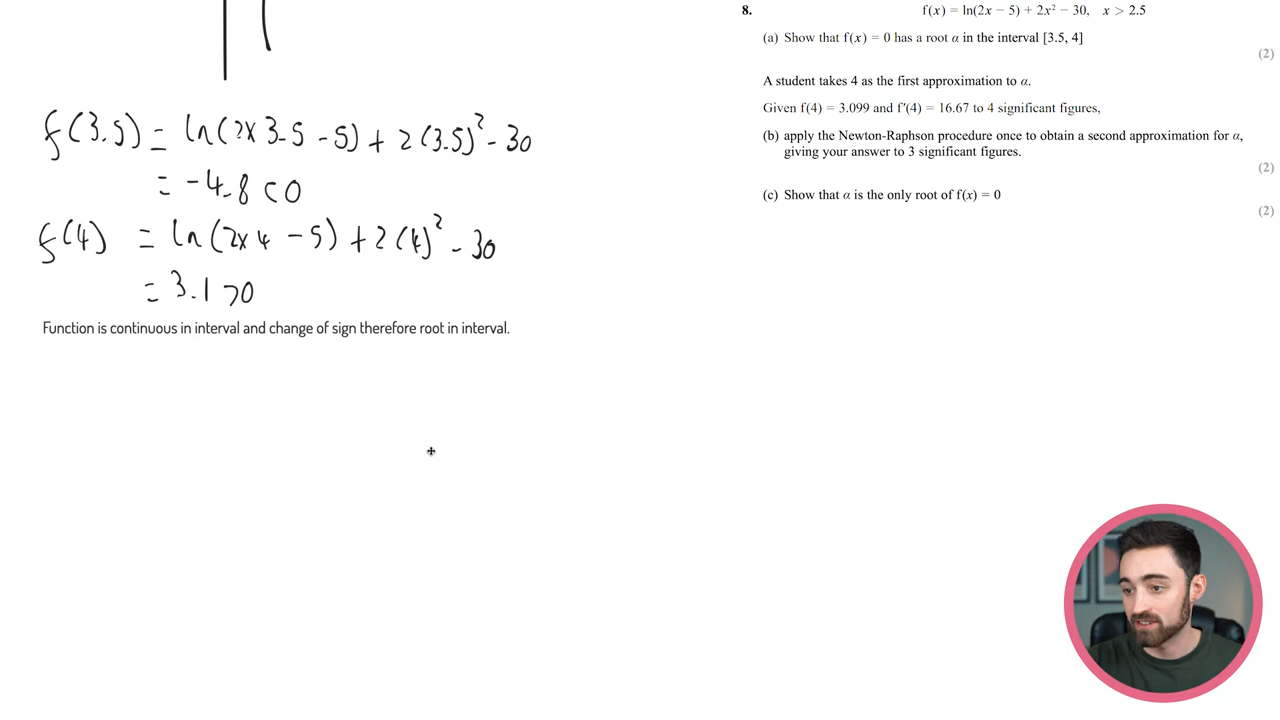 f(3.5) = ln(2x3.5-5) + 2(3.5)² - 30
= -4.8 < 0
f(4) = ln(2x4 -5) + 2(4)² - 30
= 3.1 > 0
Function is continuous in interval and change of sign therefore root in interval.
8. f(x) = ln(2x − 5) + 2x² − 30, x > 2.5
(a) Show that f(x) = 0 has a root α in the interval [3.5, 4]
(2)
A student takes 4 as the first approximation to α.
Given f(4) = 3.099 and f′(4) = 16.67 to 4 significant figures,
(b) apply the Newton-Raphson procedure once to obtain a second approximation for α,
giving your answer to 3 significant figures.
(2)
(c) Show that α is the only root of f(x) = 0
(2)